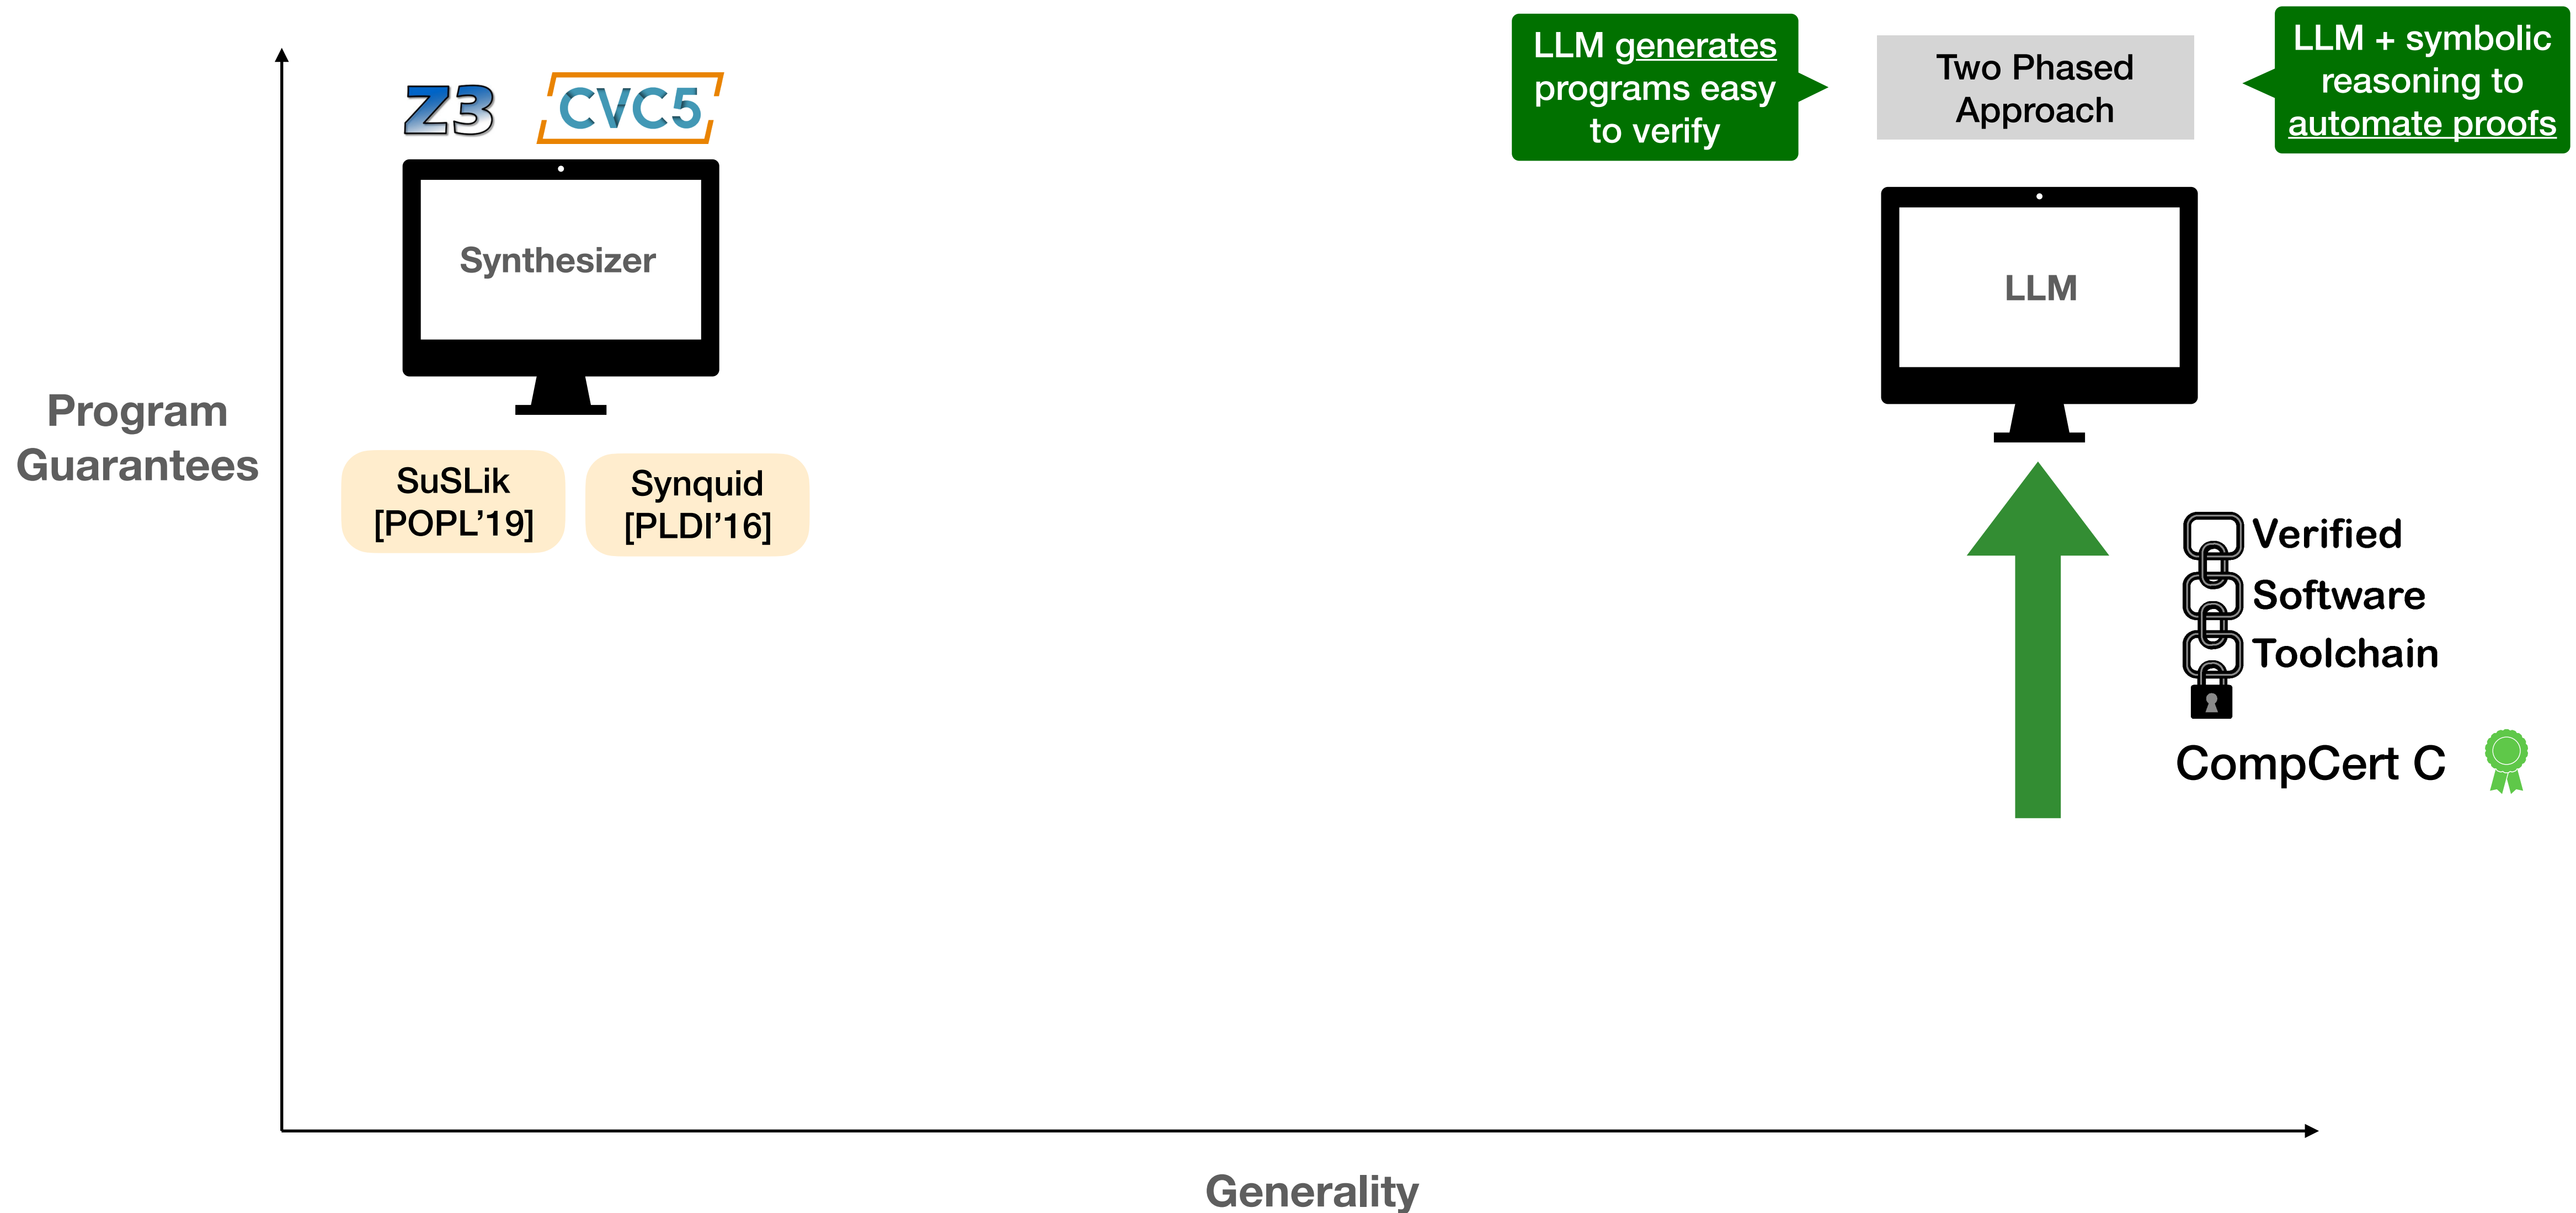 Z3
CVC5
Synthesizer
SuSLik
[POPL’19]
Synquid
[PLDI’16]
Program
Guarantees
LLM generates
programs easy
to verify
Two Phased
Approach
LLM + symbolic
reasoning to
automate proofs
LLM
Verified
Software
Toolchain
CompCert C
Generality